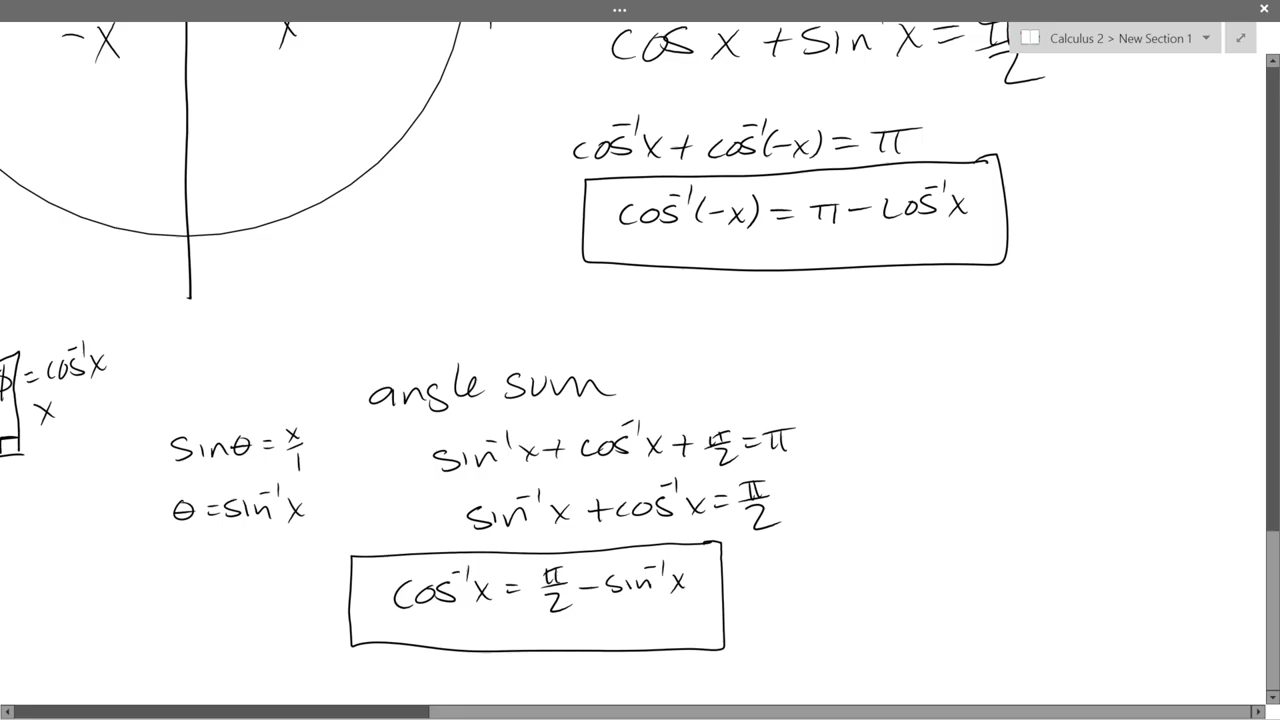 ...
Calculus 2 > New Section 1
-x x
cos⁻¹x + sin⁻¹x = π/2
cos⁻¹x + cos⁻¹(-x) = π
cos⁻¹(-x) = π - cos⁻¹x
ϕ = cos⁻¹x
x
angle sum
sinθ = x/1
sin⁻¹x + cos⁻¹x + π/2 = π
θ = sin⁻¹x
sin⁻¹x + cos⁻¹x = π/2
cos⁻¹x = π/2 - sin⁻¹x